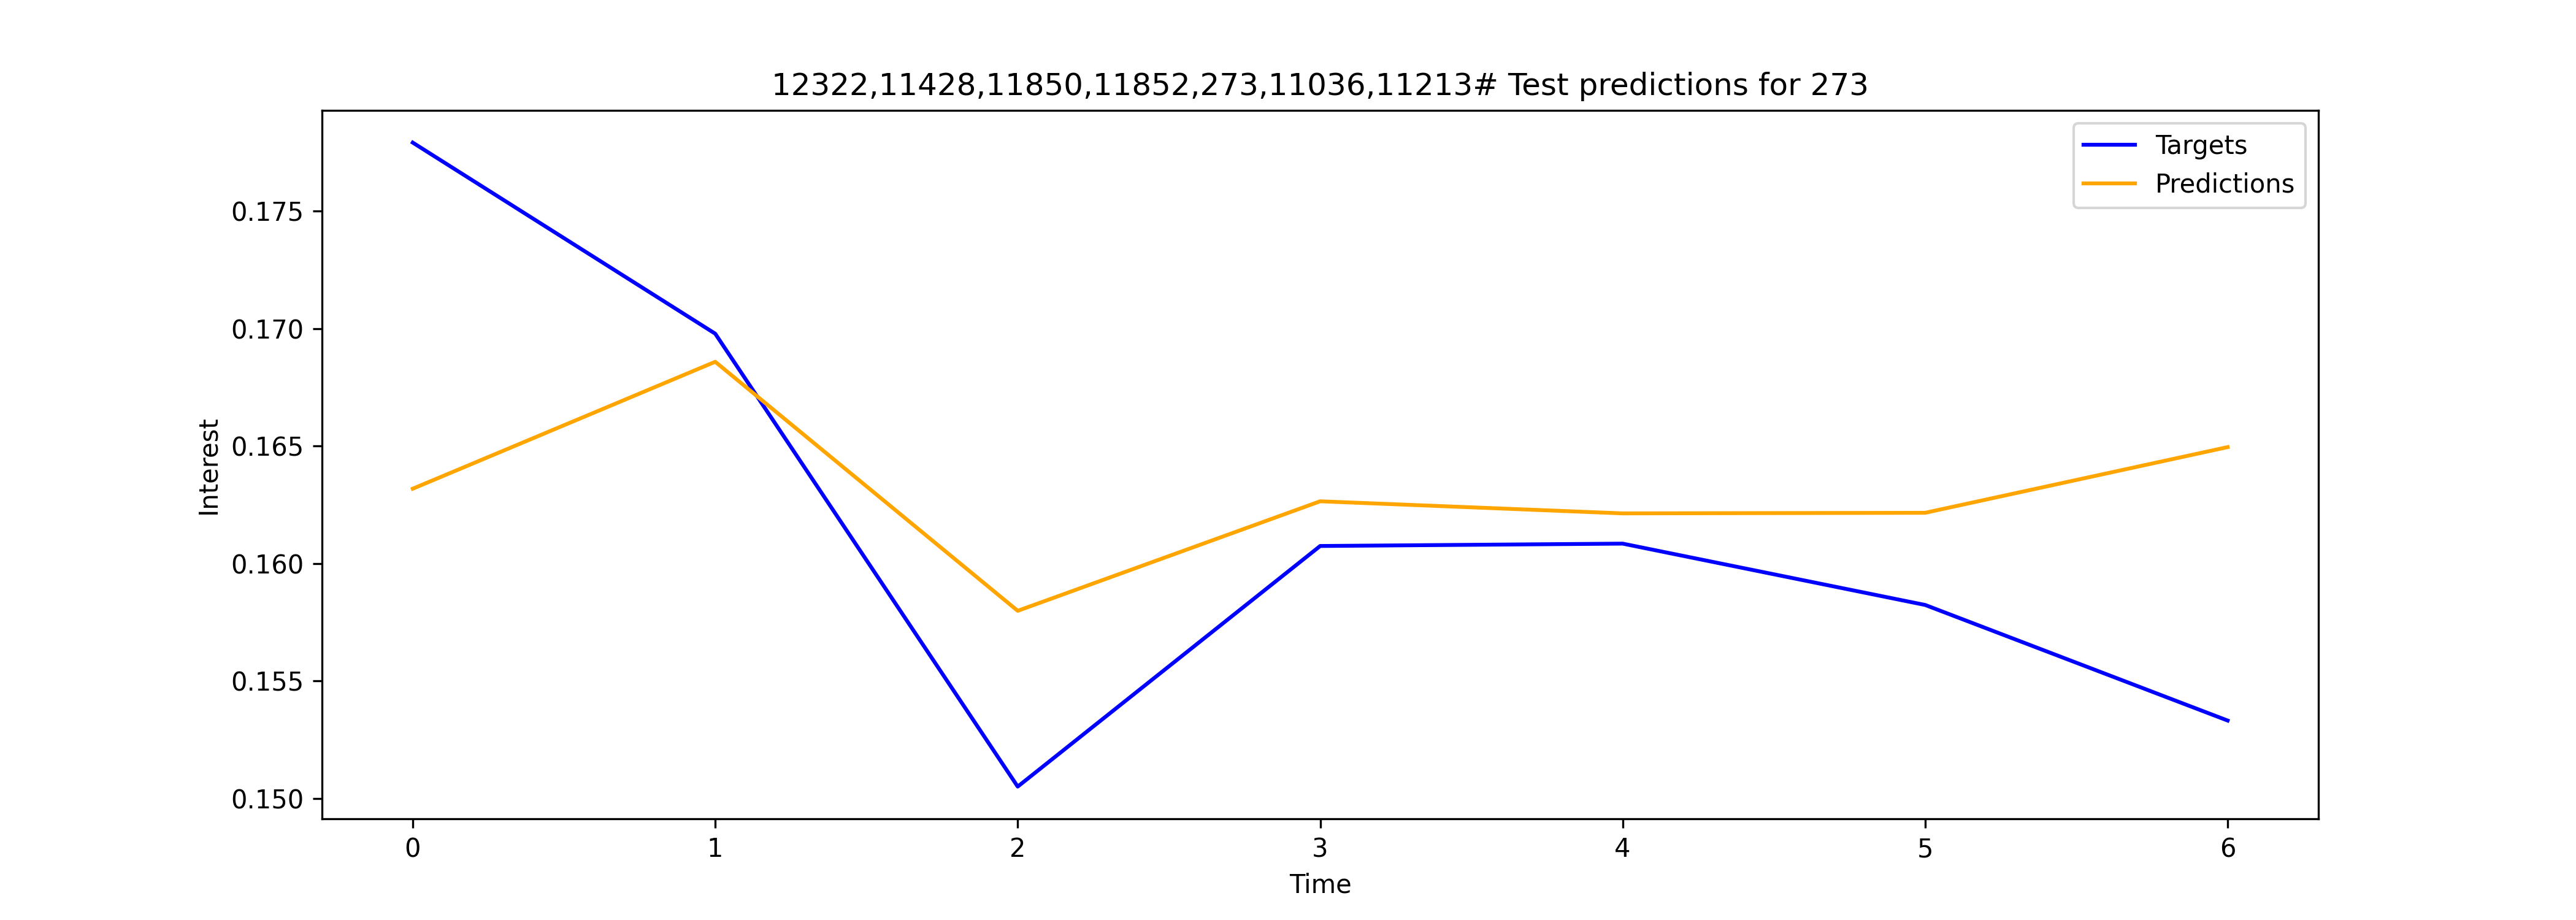 12322,11428,11850,11852,273,11036,11213# Test predictions for 273
Targets
Predictions
Interest
0.175
0.170
0.165
0.160
0.155
0.150
0 1 2 3 4 5 6
Time